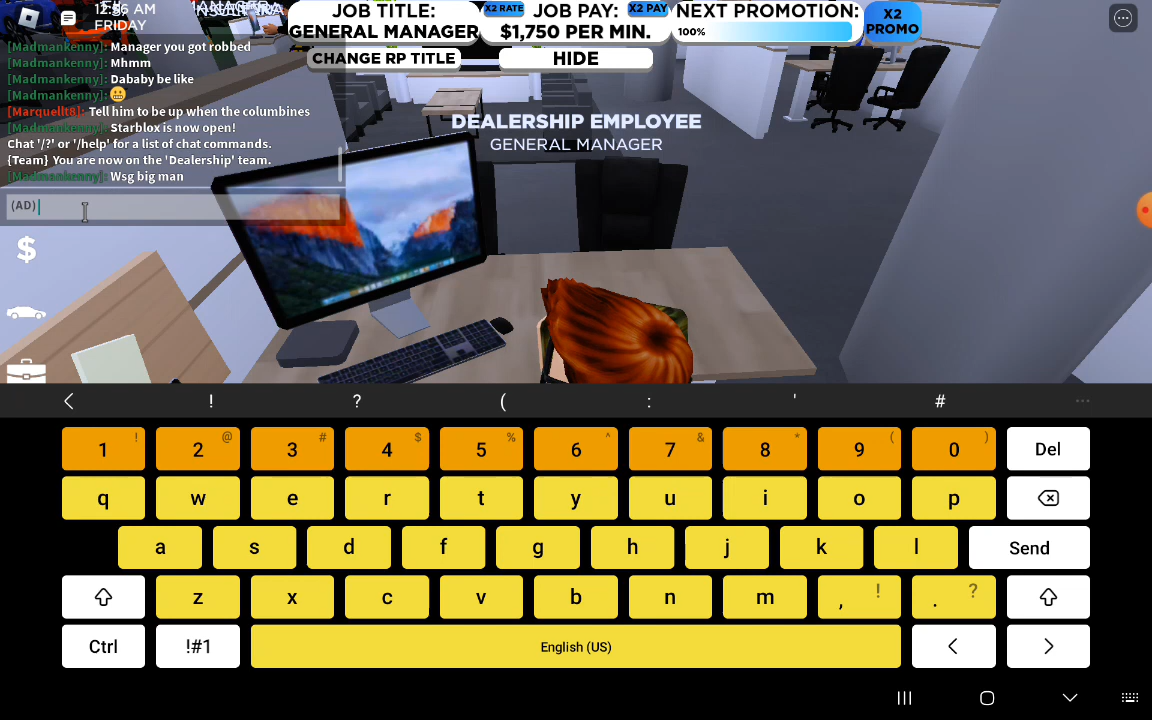 FRIDAY
JOB TITLE:
GENERAL MANAGER
X2 RATE
JOB PAY:
X2 PAY
$1,750 PER MIN.
NEXT PROMOTION:
100%
X2
PROMO
CHANGE RP TITLE
HIDE
[Madmankenny]: Manager you got robbed
[Madmankenny]: Mhmm
[Madmankenny]: Dababy be like
[Madmankenny]: 😬
[Marquellt8]: Tell him to be up when the columbines
[Madmankenny]: Starblox is now open!
Chat '/?' or '/help' for a list of chat commands.
{Team} You are now on the 'Dealership' team.
[Madmankenny]: Wsg big man
(AD)
DEALERSHIP EMPLOYEE
GENERAL MANAGER
$
! ? ( : ' #
1 ! 2 @ 3 # 4 $ 5 % 6 ^ 7 & 8 * 9 ( 0 ) Del
q w e r t y u i o p
a s d f g h j k l Send
z x c v b n m , ! . ?
Ctrl !#1 English (US) < >